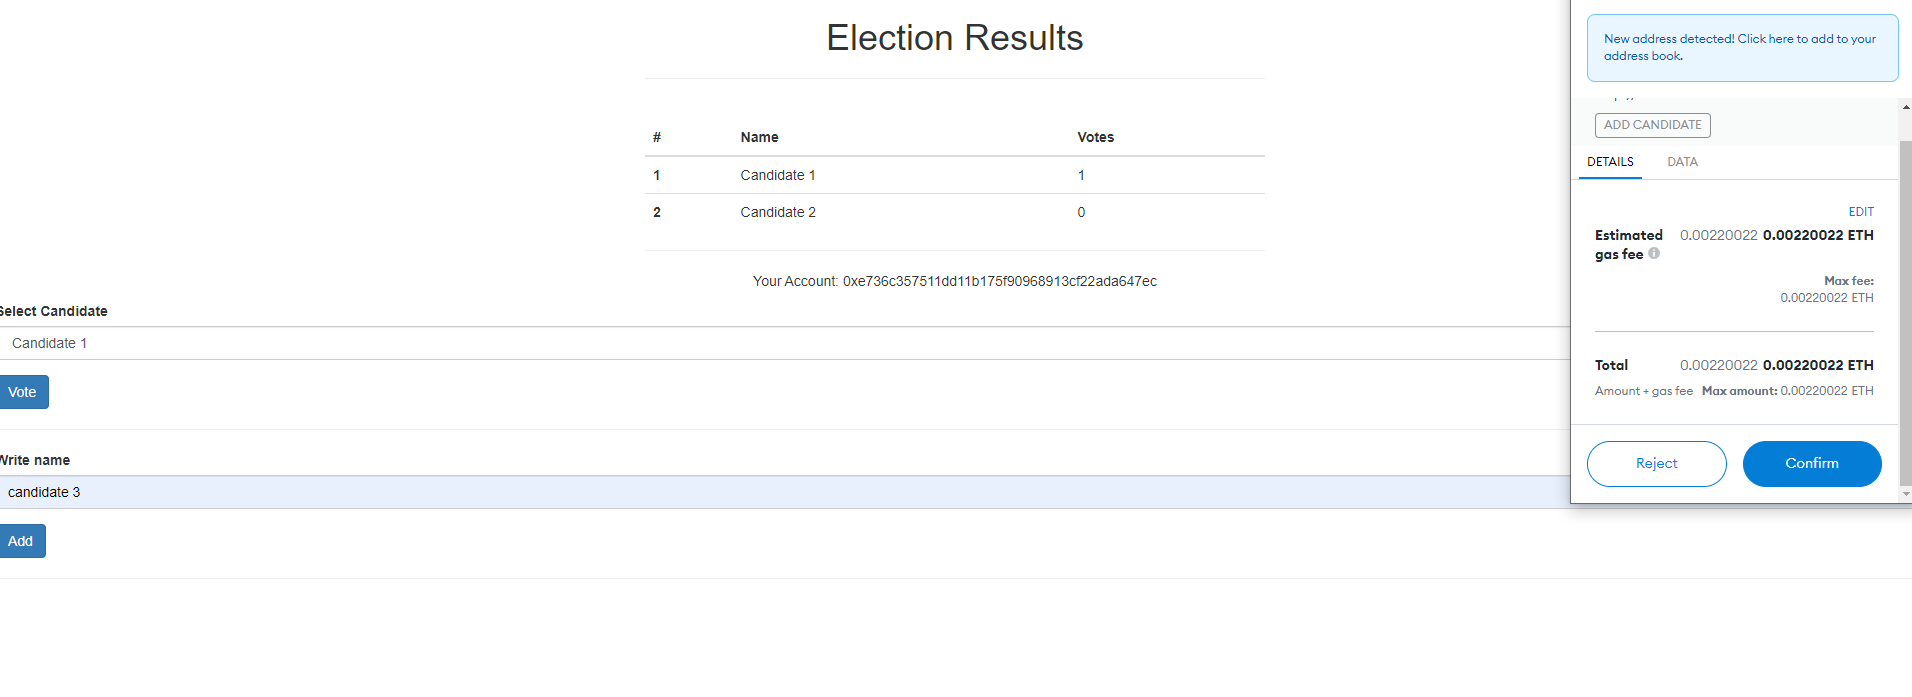 Election Results
# Name Votes
1 Candidate 1 1
2 Candidate 2 0
Your Account: 0xe736c357511dd11b175f90968913cf22ada647ec
Select Candidate
Candidate 1
Vote
Write name
candidate 3
Add
New address detected! Click here to add to your
address book.
ADD CANDIDATE
DETAILS DATA
EDIT
Estimated 0.00220022 0.00220022 ETH
gas fee
Max fee:
0.00220022 ETH
Total 0.00220022 0.00220022 ETH
Amount + gas fee Max amount: 0.00220022 ETH
Reject Confirm